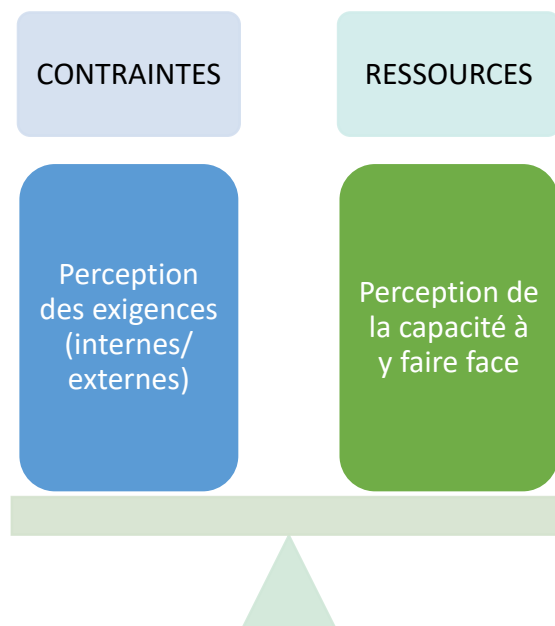 CONTRAINTES
RESSOURCES
Perception
des exigences
(internes/
externes)
Perception de
la capacité à
y faire face